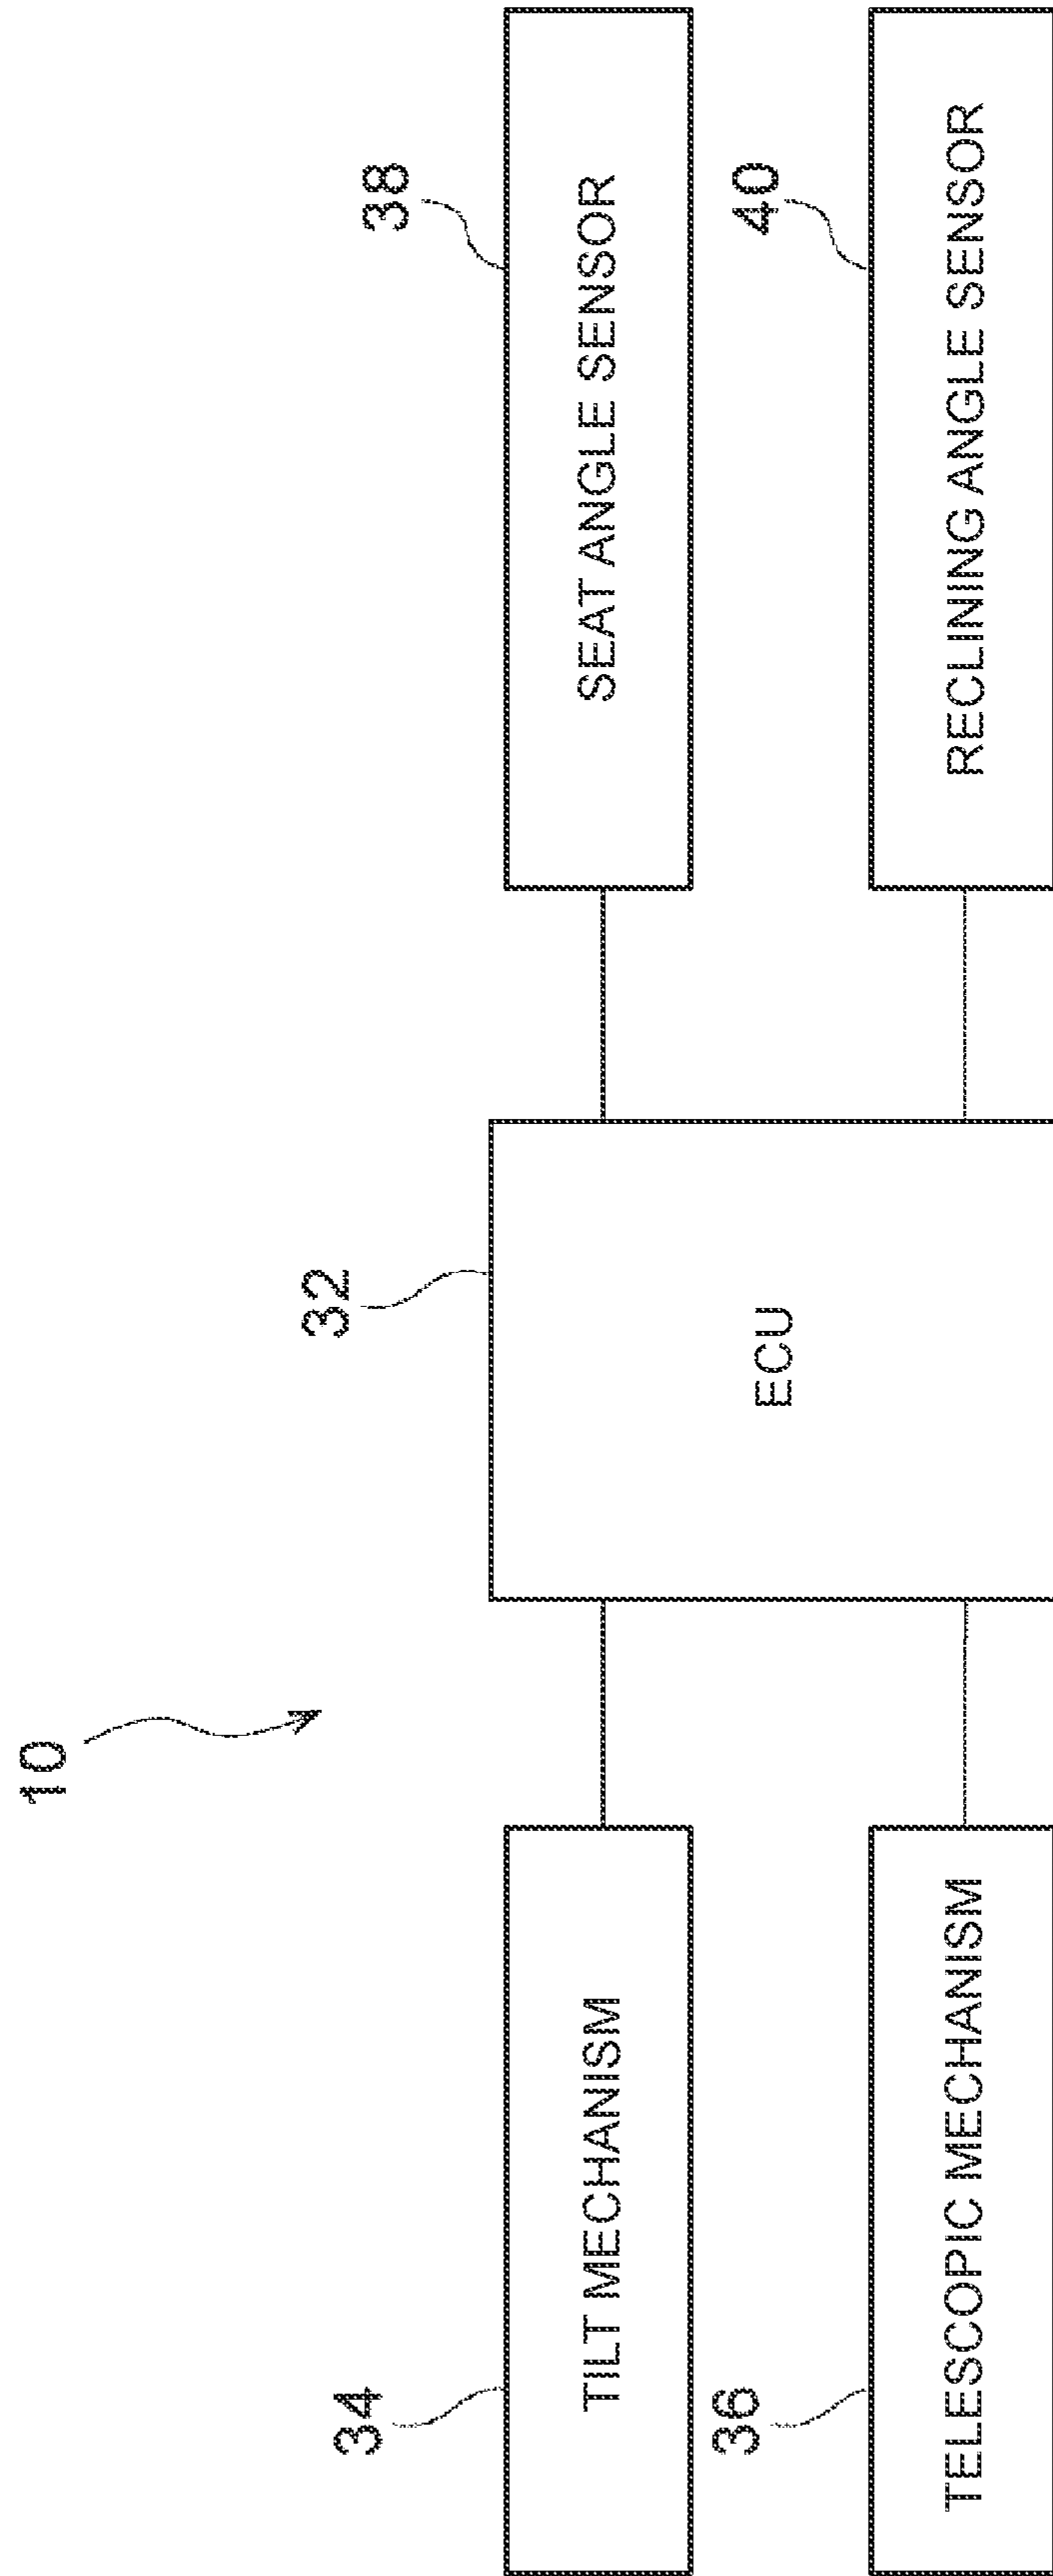 10
32
34
TILT MECHANISM
38
SEAT ANGLE SENSOR
ECU
36
TELESCOPIC MECHANISM
40
RECLINING ANGLE SENSOR